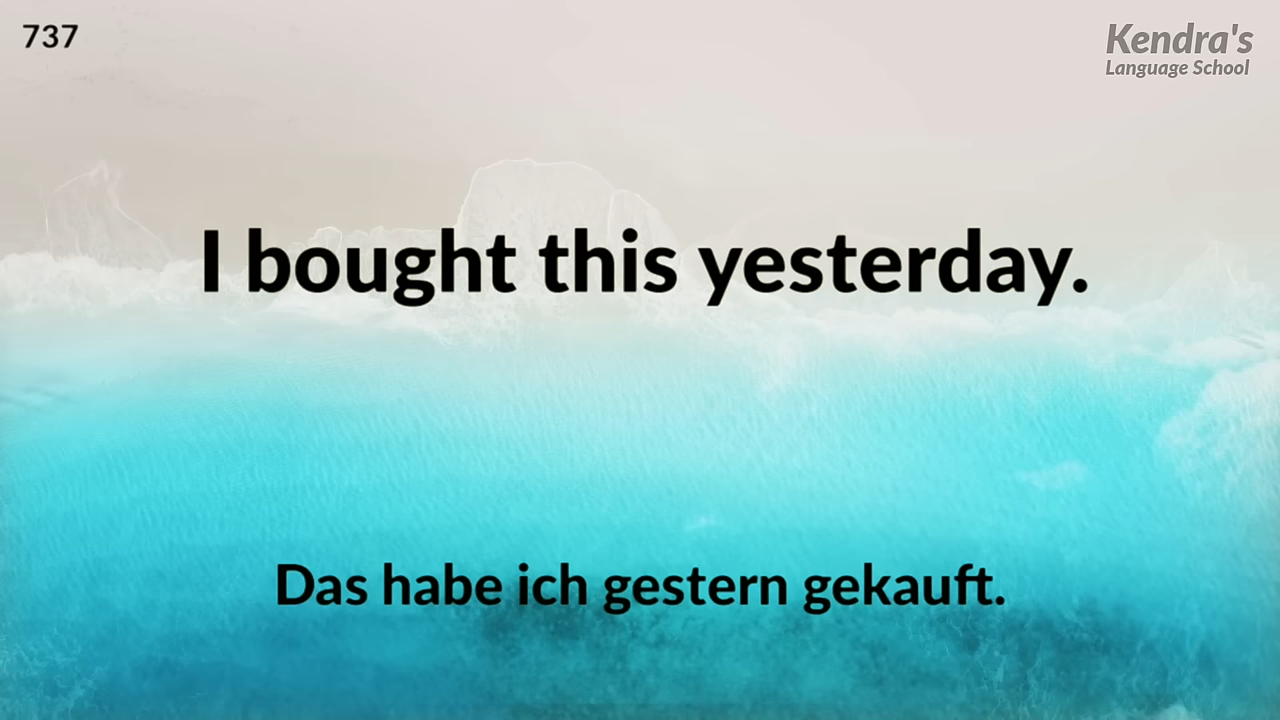 737
Kendra's
Language School
I bought this yesterday.
Das habe ich gestern gekauft.